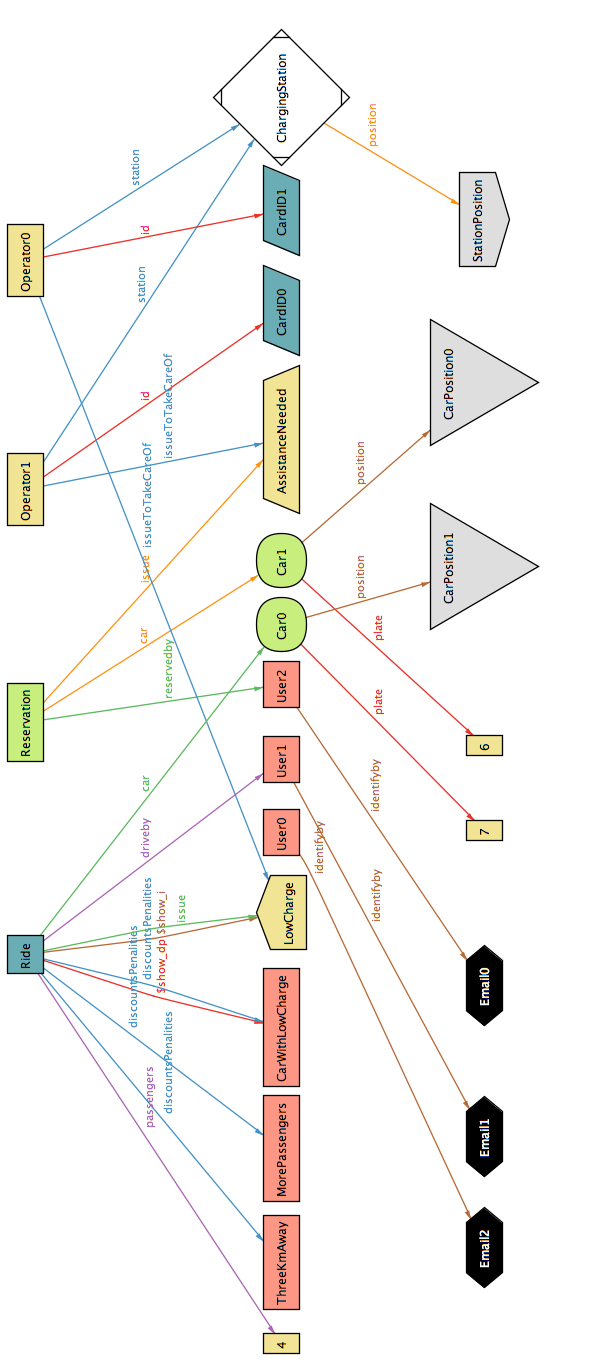 ChargingStation
position
station
StationPosition
CardID1
Operator0
id
station
CardID0
CarPosition0
issueToTakeCareOf
id
AssistanceNeeded
position
Operator1
issueToTakeCareOf
Car1
issue
position
CarPosition1
Car0
car
plate
reservedby
User2
plate
Reservation
6
User1
identifyby
car
7
User0
driveby
identifyby
LowCharge
identifyby
issue
$show_i
discountsPenalities
Ride
discountsPenalities
$show_dp
Email0
CarWithLowCharge
discountsPenalities
passengers
MorePassengers
Email1
ThreeKmAway
Email2
4